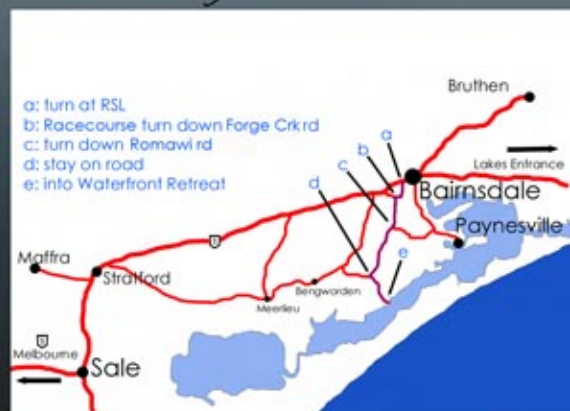 a: turn at RSL
b: Racecourse turn down Forge Crk rd
c: turn down Romawi rd
d: stay on road
e: into Waterfront Retreat
Bruthen
a
b
c
d
Lakes Entrance
Bairnsdale
Paynesville
e
Maffra
Stratford
Bengworden
Meerlieu
Melbourne
Sale